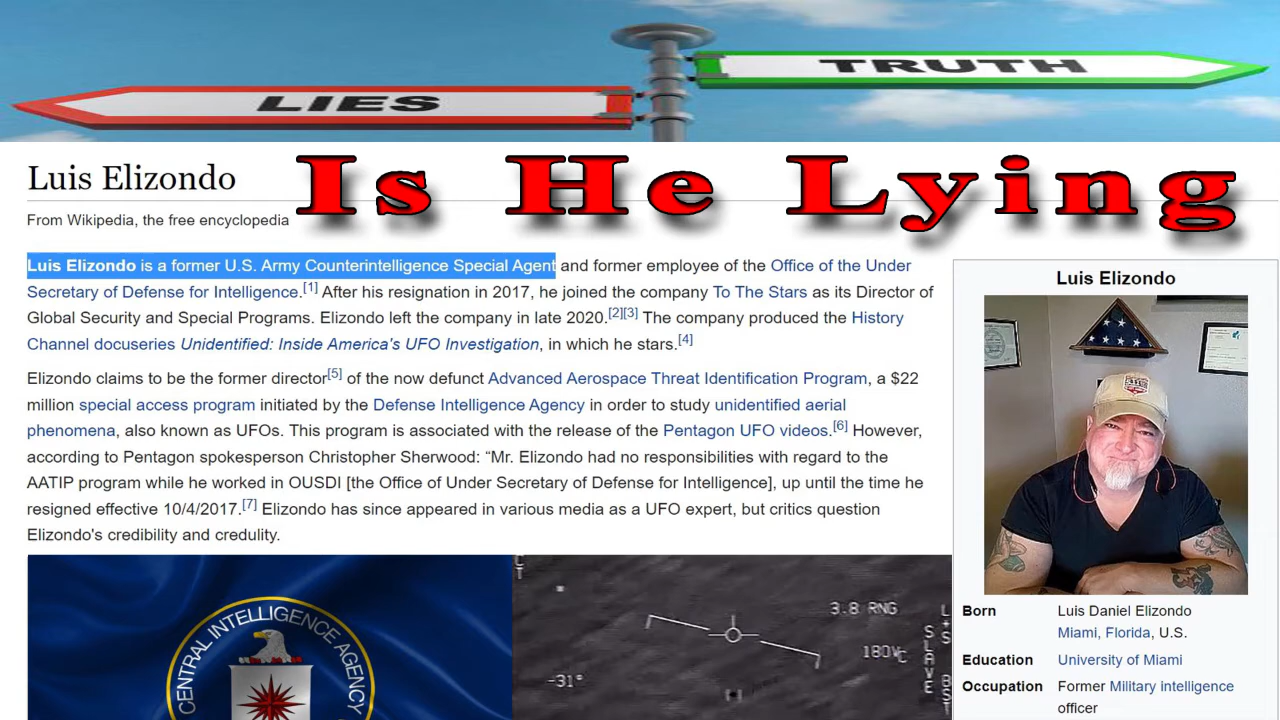 LIES
TRUTH
Luis Elizondo
Is He Lying
From Wikipedia, the free encyclopedia
Luis Elizondo is a former U.S. Army Counterintelligence Special Agent and former employee of the Office of the Under
Secretary of Defense for Intelligence.[1] After his resignation in 2017, he joined the company To The Stars as its Director of
Global Security and Special Programs. Elizondo left the company in late 2020.[2][3] The company produced the History
Channel docuseries Unidentified: Inside America's UFO Investigation, in which he stars.[4]
Elizondo claims to be the former director[5] of the now defunct Advanced Aerospace Threat Identification Program, a $22
million special access program initiated by the Defense Intelligence Agency in order to study unidentified aerial
phenomena, also known as UFOs. This program is associated with the release of the Pentagon UFO videos.[6] However,
according to Pentagon spokesperson Christopher Sherwood: “Mr. Elizondo had no responsibilities with regard to the
AATIP program while he worked in OUSDI [the Office of Under Secretary of Defense for Intelligence], up until the time he
resigned effective 10/4/2017.[7] Elizondo has since appeared in various media as a UFO expert, but critics question
Elizondo's credibility and credulity.
CENTRAL INTELLIGENCE AGENCY
3.8 RNG
180
-31°
SLAVE
Luis Elizondo
Born Luis Daniel Elizondo
Miami, Florida, U.S.
Education University of Miami
Occupation Former Military intelligence
officer